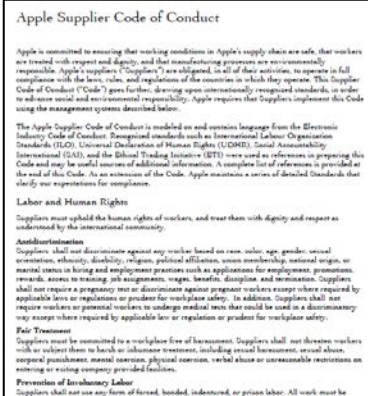 Apple Supplier Code of Conduct
Apple is committed to ensuring that working conditions in Apple's supply chain are safe, that workers
are treated with respect and dignity, and that manufacturing processes are environmentally
responsible. Apple's suppliers ("Suppliers") are obligated, in all of their activities, to operate in full
compliance with the laws, rules, and regulations of the countries in which they operate. This Supplier
Code of Conduct ("Code") goes further, drawing upon internationally recognized standards, in order
to advance social and environmental responsibility. Apple requires that Suppliers implement this Code
using the management systems described below.
The Apple Supplier Code of Conduct is modeled on and contains language from the Electronic
Industry Code of Conduct. Recognized standards such as International Labour Organization
Standards (ILO), Universal Declaration of Human Rights (UDHR), Social Accountability
International (SAI), and the Ethical Trading Initiative (ETI) were used as references in preparing this
Code and may be useful sources of additional information. A complete list of references is provided at
the end of this Code. As an extension of the Code, Apple maintains a series of detailed Standards that
clarify our expectations for compliance.
Labor and Human Rights
Suppliers must uphold the human rights of workers, and treat them with dignity and respect as
understood by the international community.
Antidiscrimination
Suppliers shall not discriminate against any worker based on race, color, age, gender, sexual
orientation, ethnicity, disability, religion, political affiliation, union membership, national origin, or
marital status in hiring and employment practices such as applications for employment, promotions,
rewards, access to training, job assignments, wages, benefits, discipline, and termination. Suppliers
shall not require a pregnancy test or discriminate against pregnant workers except where required by
applicable laws or regulations or prudent for workplace safety. In addition, Suppliers shall not
require workers or potential workers to undergo medical tests that could be used in a discriminatory
way except where required by applicable law or regulation or prudent for workplace safety.
Fair Treatment
Suppliers must be committed to a workplace free of harassment. Suppliers shall not threaten workers
with or subject them to harsh or inhumane treatment, including sexual harassment, sexual abuse,
corporal punishment, mental coercion, physical coercion, verbal abuse or unreasonable restrictions on
entering or exiting company provided facilities.
Prevention of Involuntary Labor
Suppliers shall not use any form of forced, bonded, indentured, or prison labor. All work must be